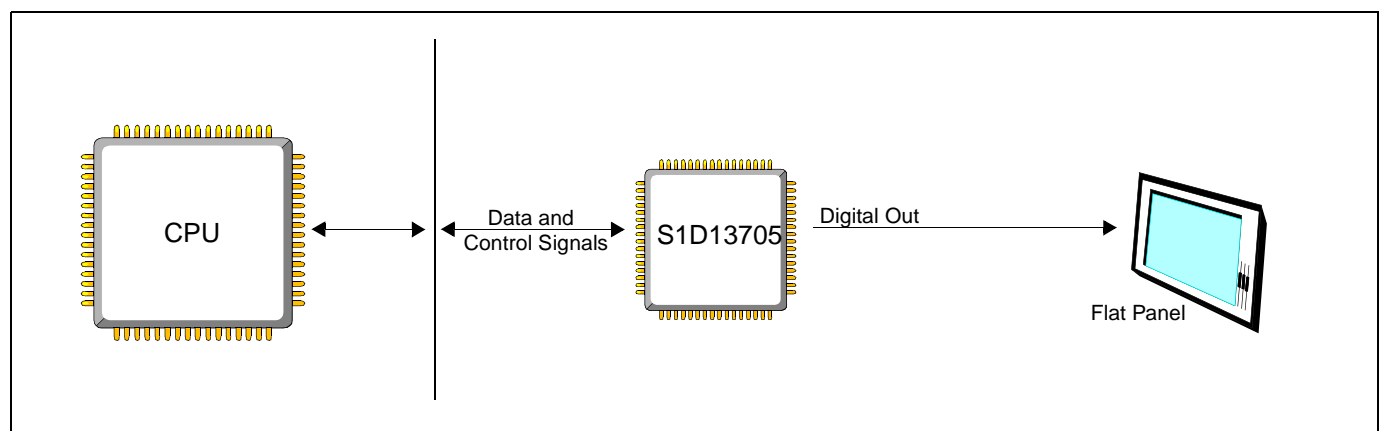 CPU
Data and
Control Signals
S1D13705
Digital Out
Flat Panel